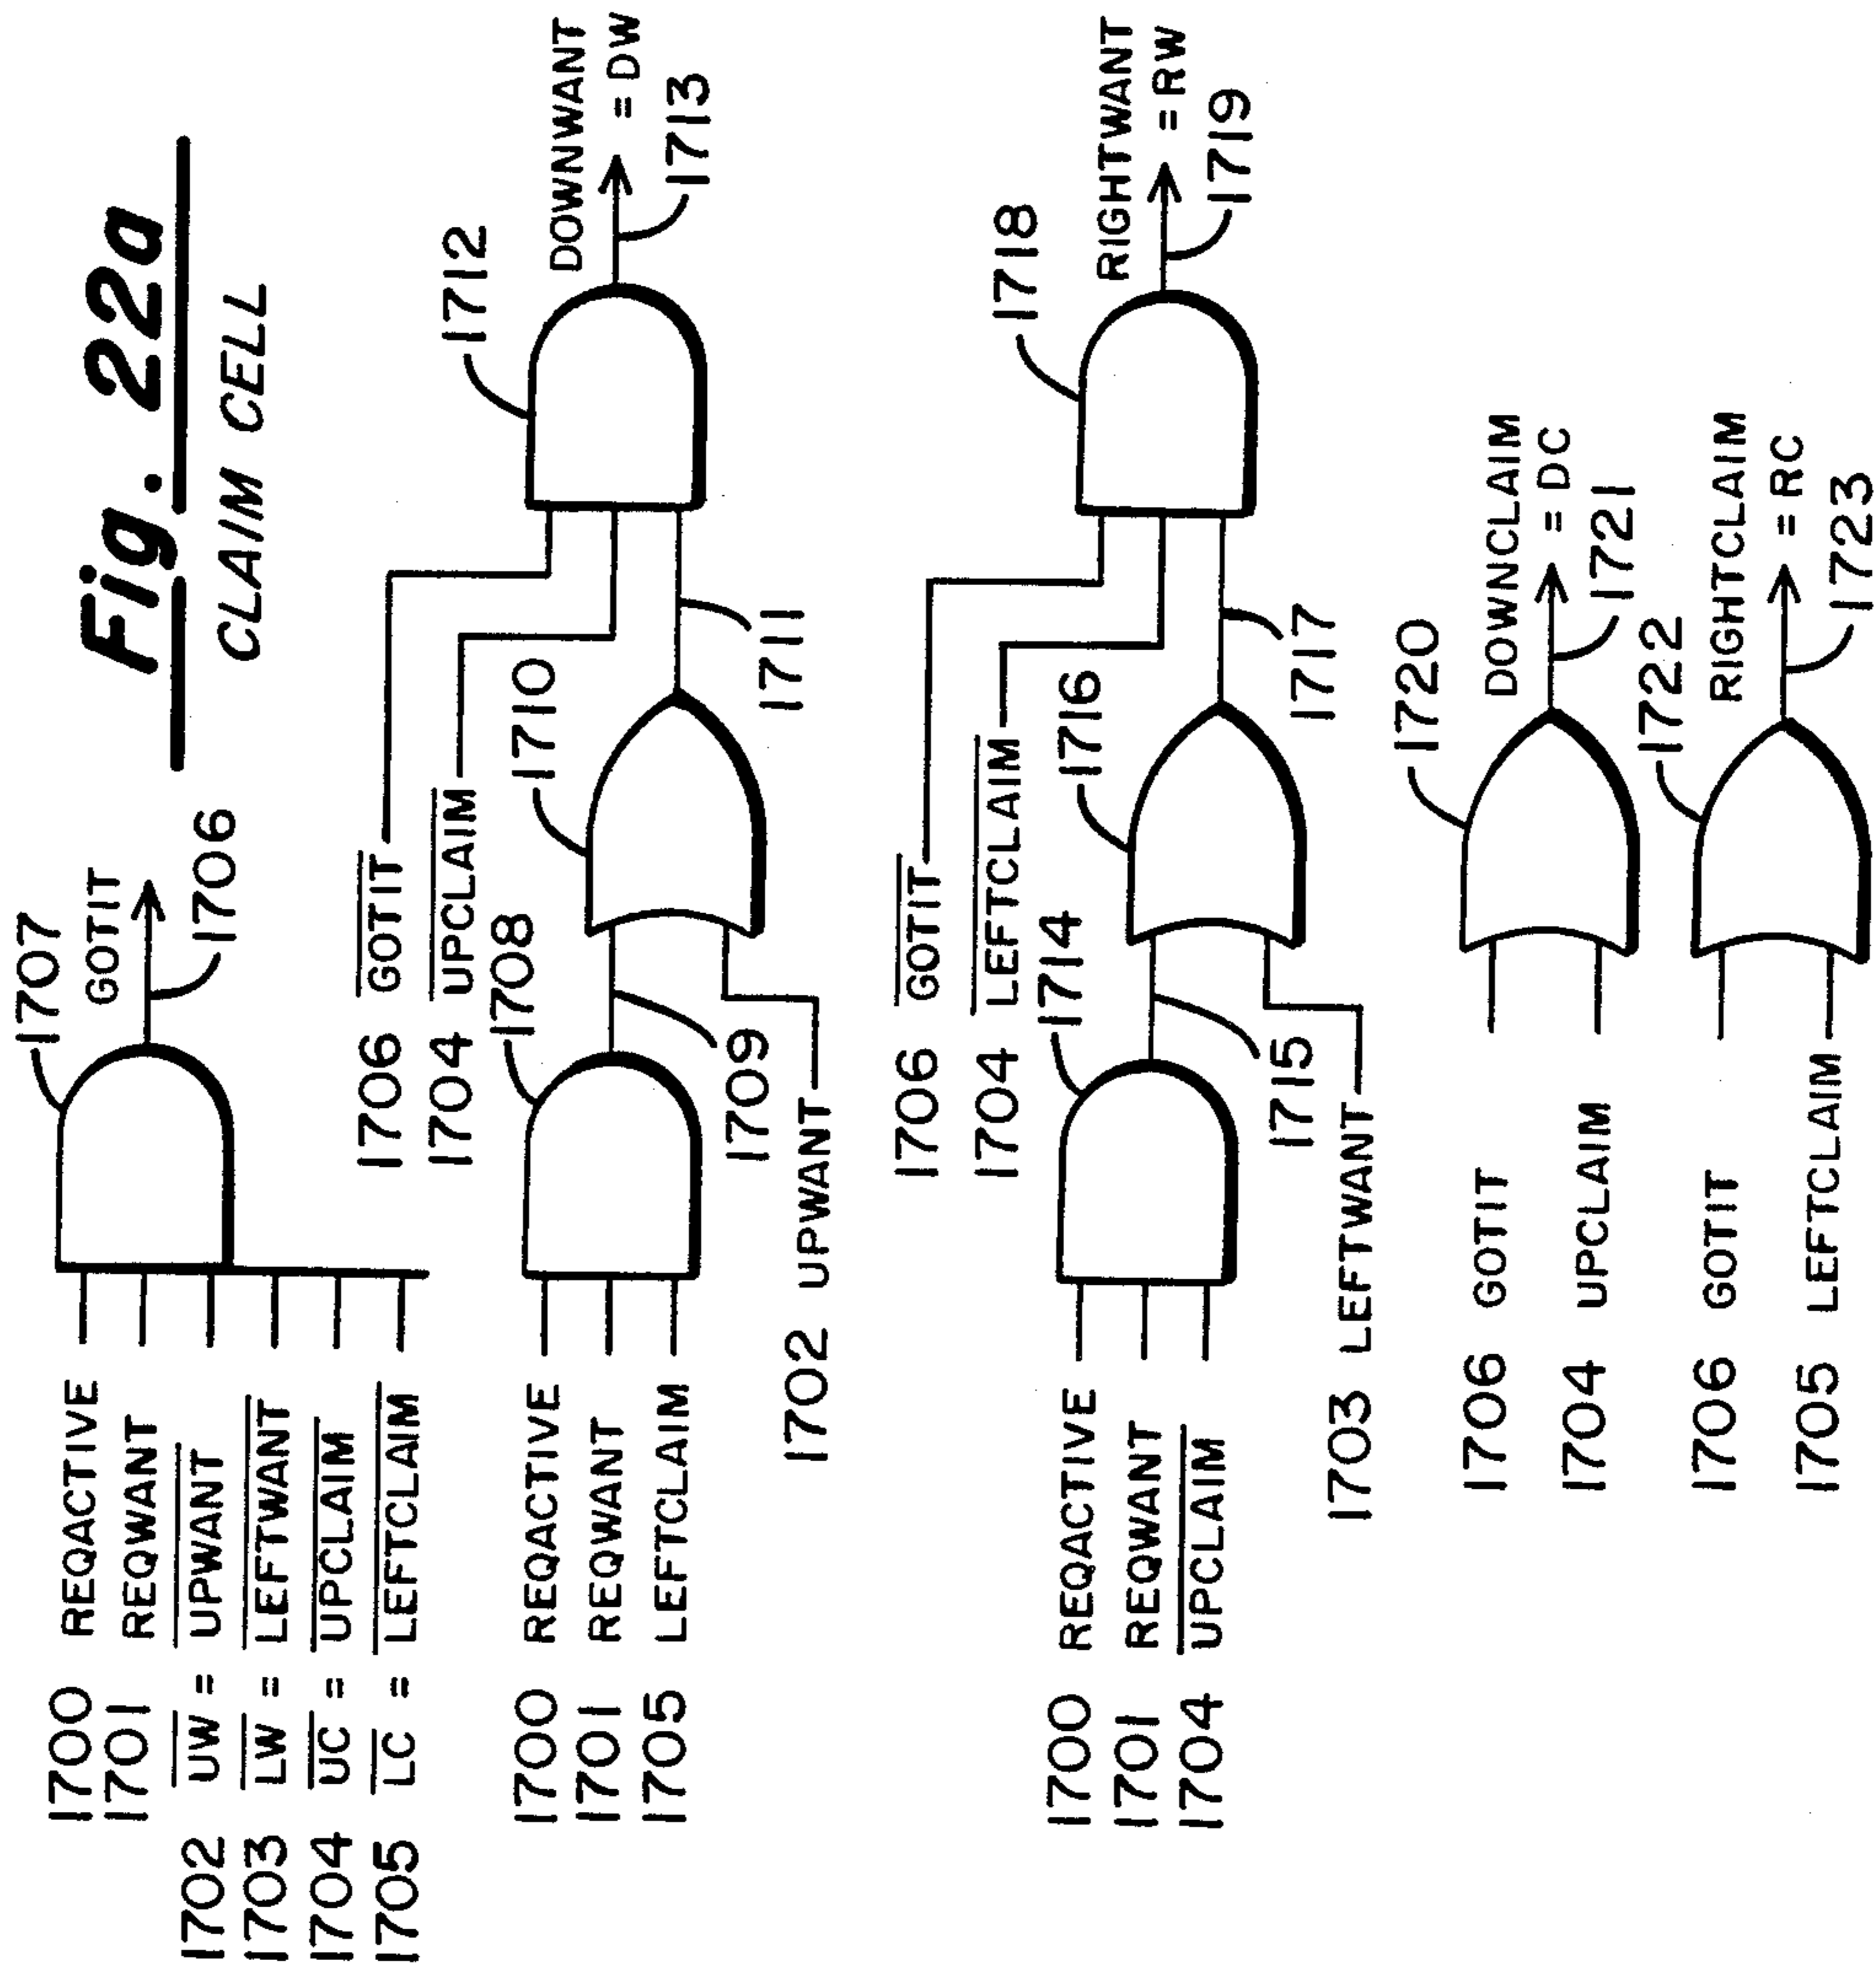 Fig. 22a
CLAIM CELL
1707
GOTIT
1706
1700 REQACTIVE
1701 REQWANT
1702 UW = UPWANT
1703 LW = LEFTWANT
1704 UC = UPCLAIM
1705 LC = LEFTCLAIM
1706 GOTIT
1704 UPCLAIM
1712
DOWNWANT
= DW
1713
1710
1711
1708
1709
1700 REQACTIVE
1701 REQWANT
1705 LEFTCLAIM
1702 UPWANT
1706 GOTIT
1704 LEFTCLAIM
1718
RIGHTWANT
= RW
1719
1716
1717
1714
1715
1700 REQACTIVE
1701 REQWANT
1704 UPCLAIM
1703 LEFTWANT
1720
DOWNCLAIM
= DC
1721
1706 GOTIT
1704 UPCLAIM
1722
RIGHTCLAIM
= RC
1723
1706 GOTIT
1705 LEFTCLAIM